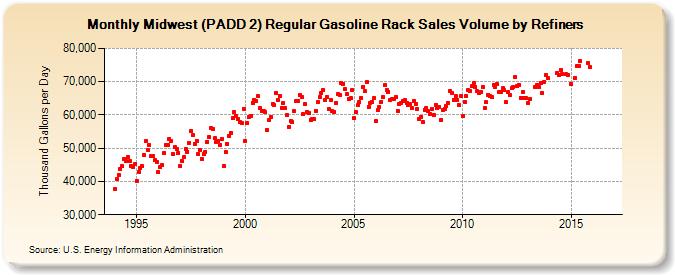 Monthly Midwest (PADD 2) Regular Gasoline Rack Sales Volume by Refiners
Thousand Gallons per Day
80,000
70,000
60,000
50,000
40,000
30,000
1995 2000 2005 2010 2015
Source: U.S. Energy Information Administration